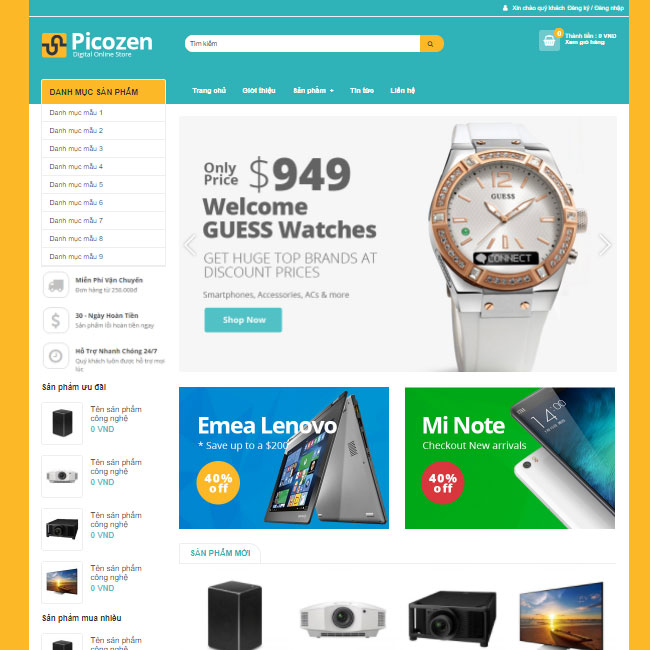 Xin chào quý khách Đăng ký / Đăng nhập
Picozen
Digital Online Store
Tìm kiếm
0
Thành tiền : 0 VND
Xem giỏ hàng
DANH MỤC SẢN PHẨM
Trang chủ
Giới thiệu
Sản phẩm +
Tin tức
Liên hệ
Danh mục mẫu 1
Danh mục mẫu 2
Danh mục mẫu 3
Danh mục mẫu 4
Danh mục mẫu 5
Danh mục mẫu 6
Danh mục mẫu 7
Danh mục mẫu 8
Danh mục mẫu 9
Miễn Phí Vận Chuyển
Đơn hàng từ 250.000đ
30 - Ngày Hoàn Tiền
Sản phẩm lỗi hoàn tiền ngay
Hỗ Trợ Nhanh Chóng 24/7
Quý khách luôn được hỗ trợ mọi
lúc
Only
Price $949
Welcome
GUESS Watches
GET HUGE TOP BRANDS AT
DISCOUNT PRICES
Smartphones, Accessories, ACs & more
Shop Now
GUESS
CONNECT
Sản phẩm ưu đãi
Tên sản phẩm
công nghệ
0 VND
Tên sản phẩm
công nghệ
0 VND
Tên sản phẩm
công nghệ
0 VND
Tên sản phẩm
công nghệ
0 VND
Sản phẩm mua nhiều
Tên sản phẩm
công nghệ
Emea Lenovo
* Save up to a $200
40%
off
Mi Note
Checkout New arrivals
40%
off
14:00
SẢN PHẨM MỚI